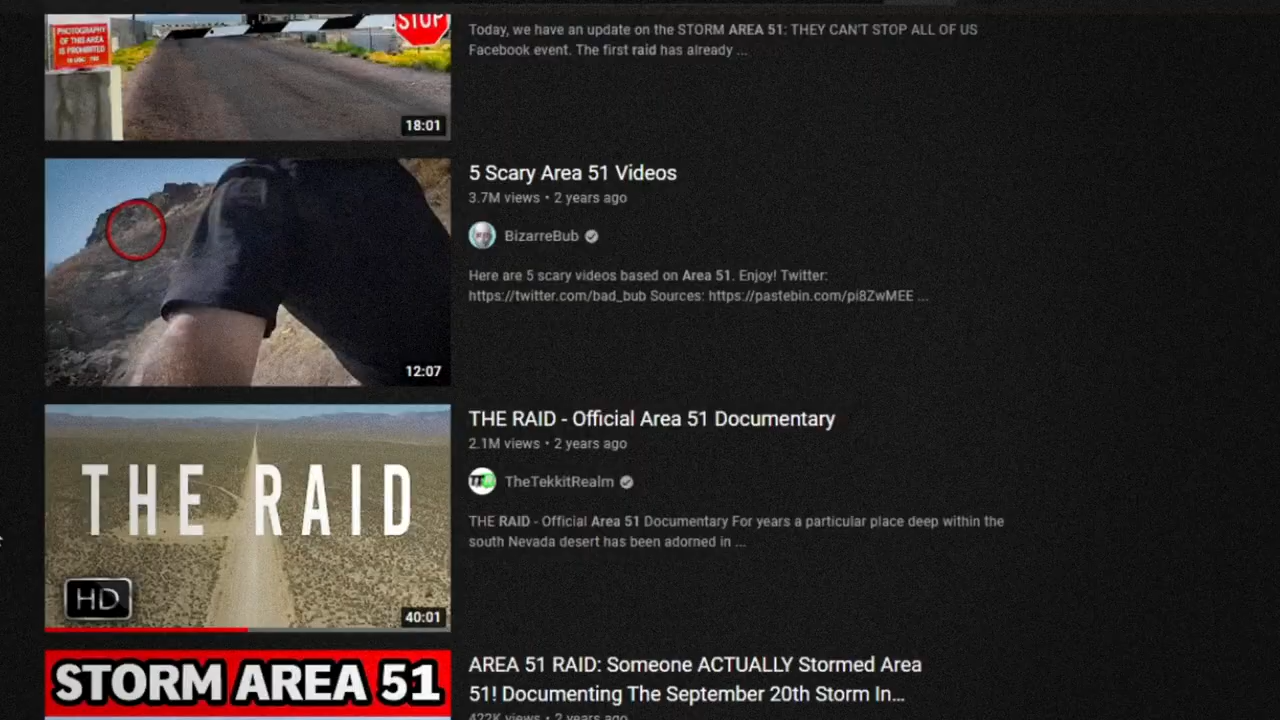 STOP
PHOTOGRAPHY
OF THIS AREA
IS PROHIBITED
18:01
Today, we have an update on the STORM AREA 51: THEY CAN'T STOP ALL OF US
Facebook event. The first raid has already ...
5 Scary Area 51 Videos
3.7M views • 2 years ago
BizarreBub
Here are 5 scary videos based on Area 51. Enjoy! Twitter:
https://twitter.com/bad_bub Sources: https://pastebin.com/pi8ZwMEE ...
12:07
THE RAID
HD
40:01
THE RAID - Official Area 51 Documentary
2.1M views • 2 years ago
TheTekkitRealm
THE RAID - Official Area 51 Documentary For years a particular place deep within the
south Nevada desert has been adorned in ...
STORM AREA 51
AREA 51 RAID: Someone ACTUALLY Stormed Area
51! Documenting The September 20th Storm In...
422K views • 2 years ago